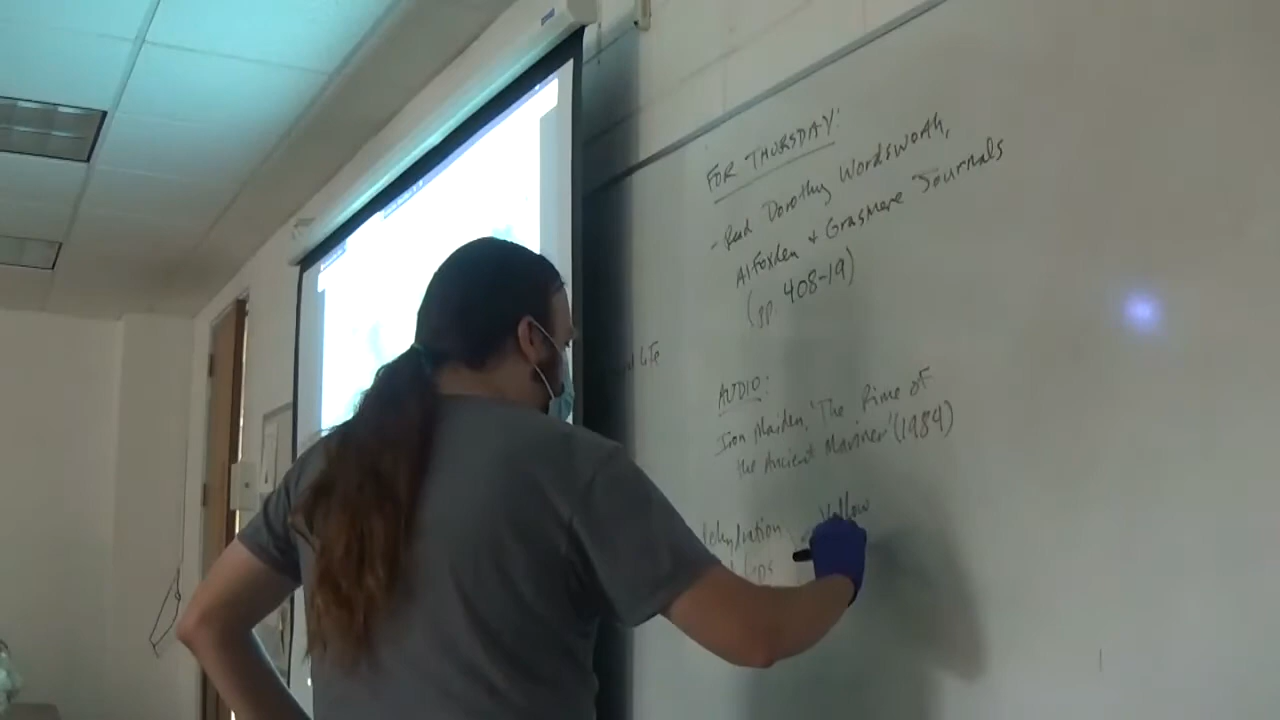 FOR THURSDAY:
- Read Dorothy Wordsworth,
Alfoxden + Grasmere Journals
(pp 408-19)
AUDIO:
Iron Maiden, 'The Rime of
the Ancient Mariner' (1984)
Yellow